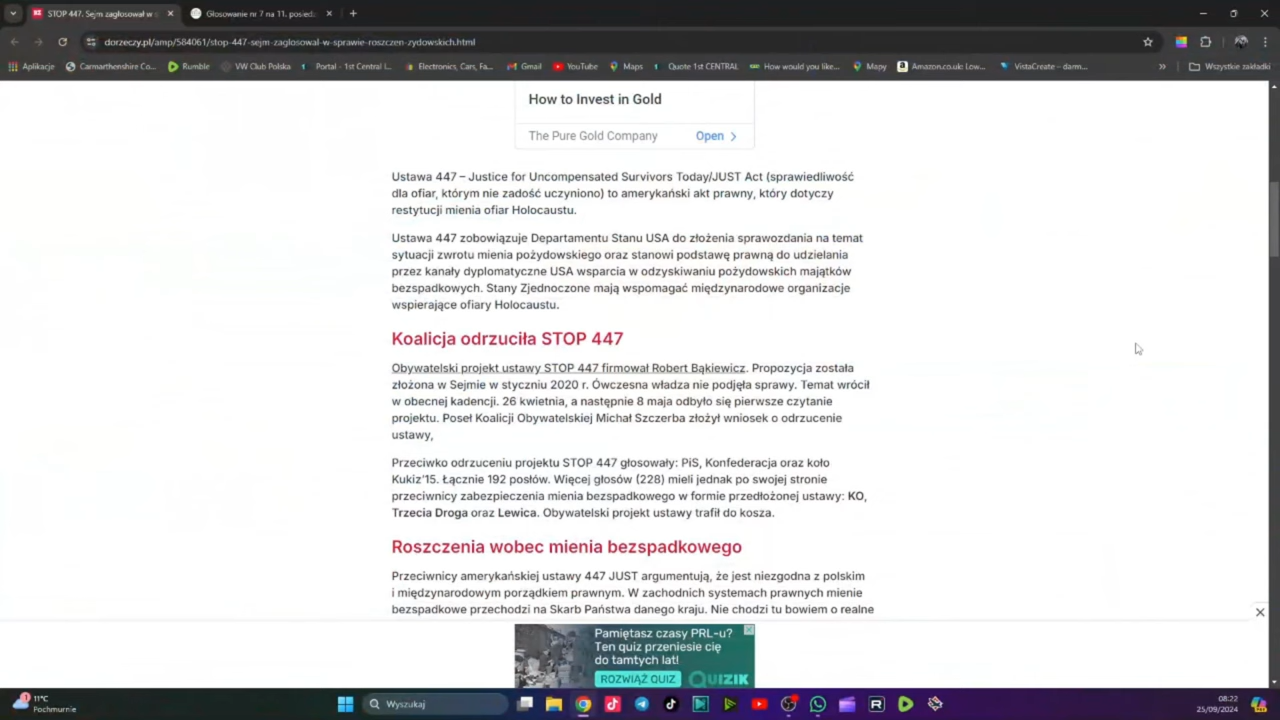 STOP 447. Sejm zagłosował w s
Głosowanie nr 7 na 11. posiedz
dorzeczy.pl/amp/584061/stop-447-sejm-zaglosowal-w-sprawie-roszczen-zydowskich.html
Aplikacje
Carmarthenshire Co...
Rumble
VW Club Polska
Portal - 1st Central I...
Electronics, Cars, Fa...
Gmail
YouTube
Maps
Quote 1st CENTRAL
How would you like...
Mapy
Amazon.co.uk: Low...
VistaCreate – darm...
»
Wszystkie zakładki
How to Invest in Gold
The Pure Gold Company Open
Ustawa 447 – Justice for Uncompensated Survivors Today/JUST Act (sprawiedliwość
dla ofiar, którym nie zadość uczyniono) to amerykański akt prawny, który dotyczy
restytucji mienia ofiar Holocaustu.
Ustawa 447 zobowiązuje Departamentu Stanu USA do złożenia sprawozdania na temat
sytuacji zwrotu mienia pożydowskiego oraz stanowi podstawę prawną do udzielania
przez kanały dyplomatyczne USA wsparcia w odzyskiwaniu pożydowskich majątków
bezspadkowych. Stany Zjednoczone mają wspomagać międzynarodowe organizacje
wspierające ofiary Holocaustu.
Koalicja odrzuciła STOP 447
Obywatelski projekt ustawy STOP 447 firmował Robert Bąkiewicz. Propozycja została
złożona w Sejmie w styczniu 2020 r. Ówczesna władza nie podjęła sprawy. Temat wrócił
w obecnej kadencji. 26 kwietnia, a następnie 8 maja odbyło się pierwsze czytanie
projektu. Poseł Koalicji Obywatelskiej Michał Szczerba złożył wniosek o odrzucenie
ustawy,
Przeciwko odrzuceniu projektu STOP 447 głosowały: PiS, Konfederacja oraz koło
Kukiz'15. Łącznie 192 posłów. Więcej głosów (228) mieli jednak po swojej stronie
przeciwnicy zabezpieczenia mienia bezspadkowego w formie przedłożonej ustawy: KO,
Trzecia Droga oraz Lewica. Obywatelski projekt ustawy trafił do kosza.
Roszczenia wobec mienia bezspadkowego
Przeciwnicy amerykańskiej ustawy 447 JUST argumentują, że jest niezgodna z polskim
i międzynarodowym porządkiem prawnym. W zachodnich systemach prawnych mienie
bezspadkowe przechodzi na Skarb Państwa danego kraju. Nie chodzi tu bowiem o realne
Pamiętasz czasy PRL-u?
Ten quiz przeniesie cię
do tamtych lat!
ROZWIĄŻ QUIZ QUIZIK
11°C
Pochmurnie
Wyszukaj
08:22
25/09/2024